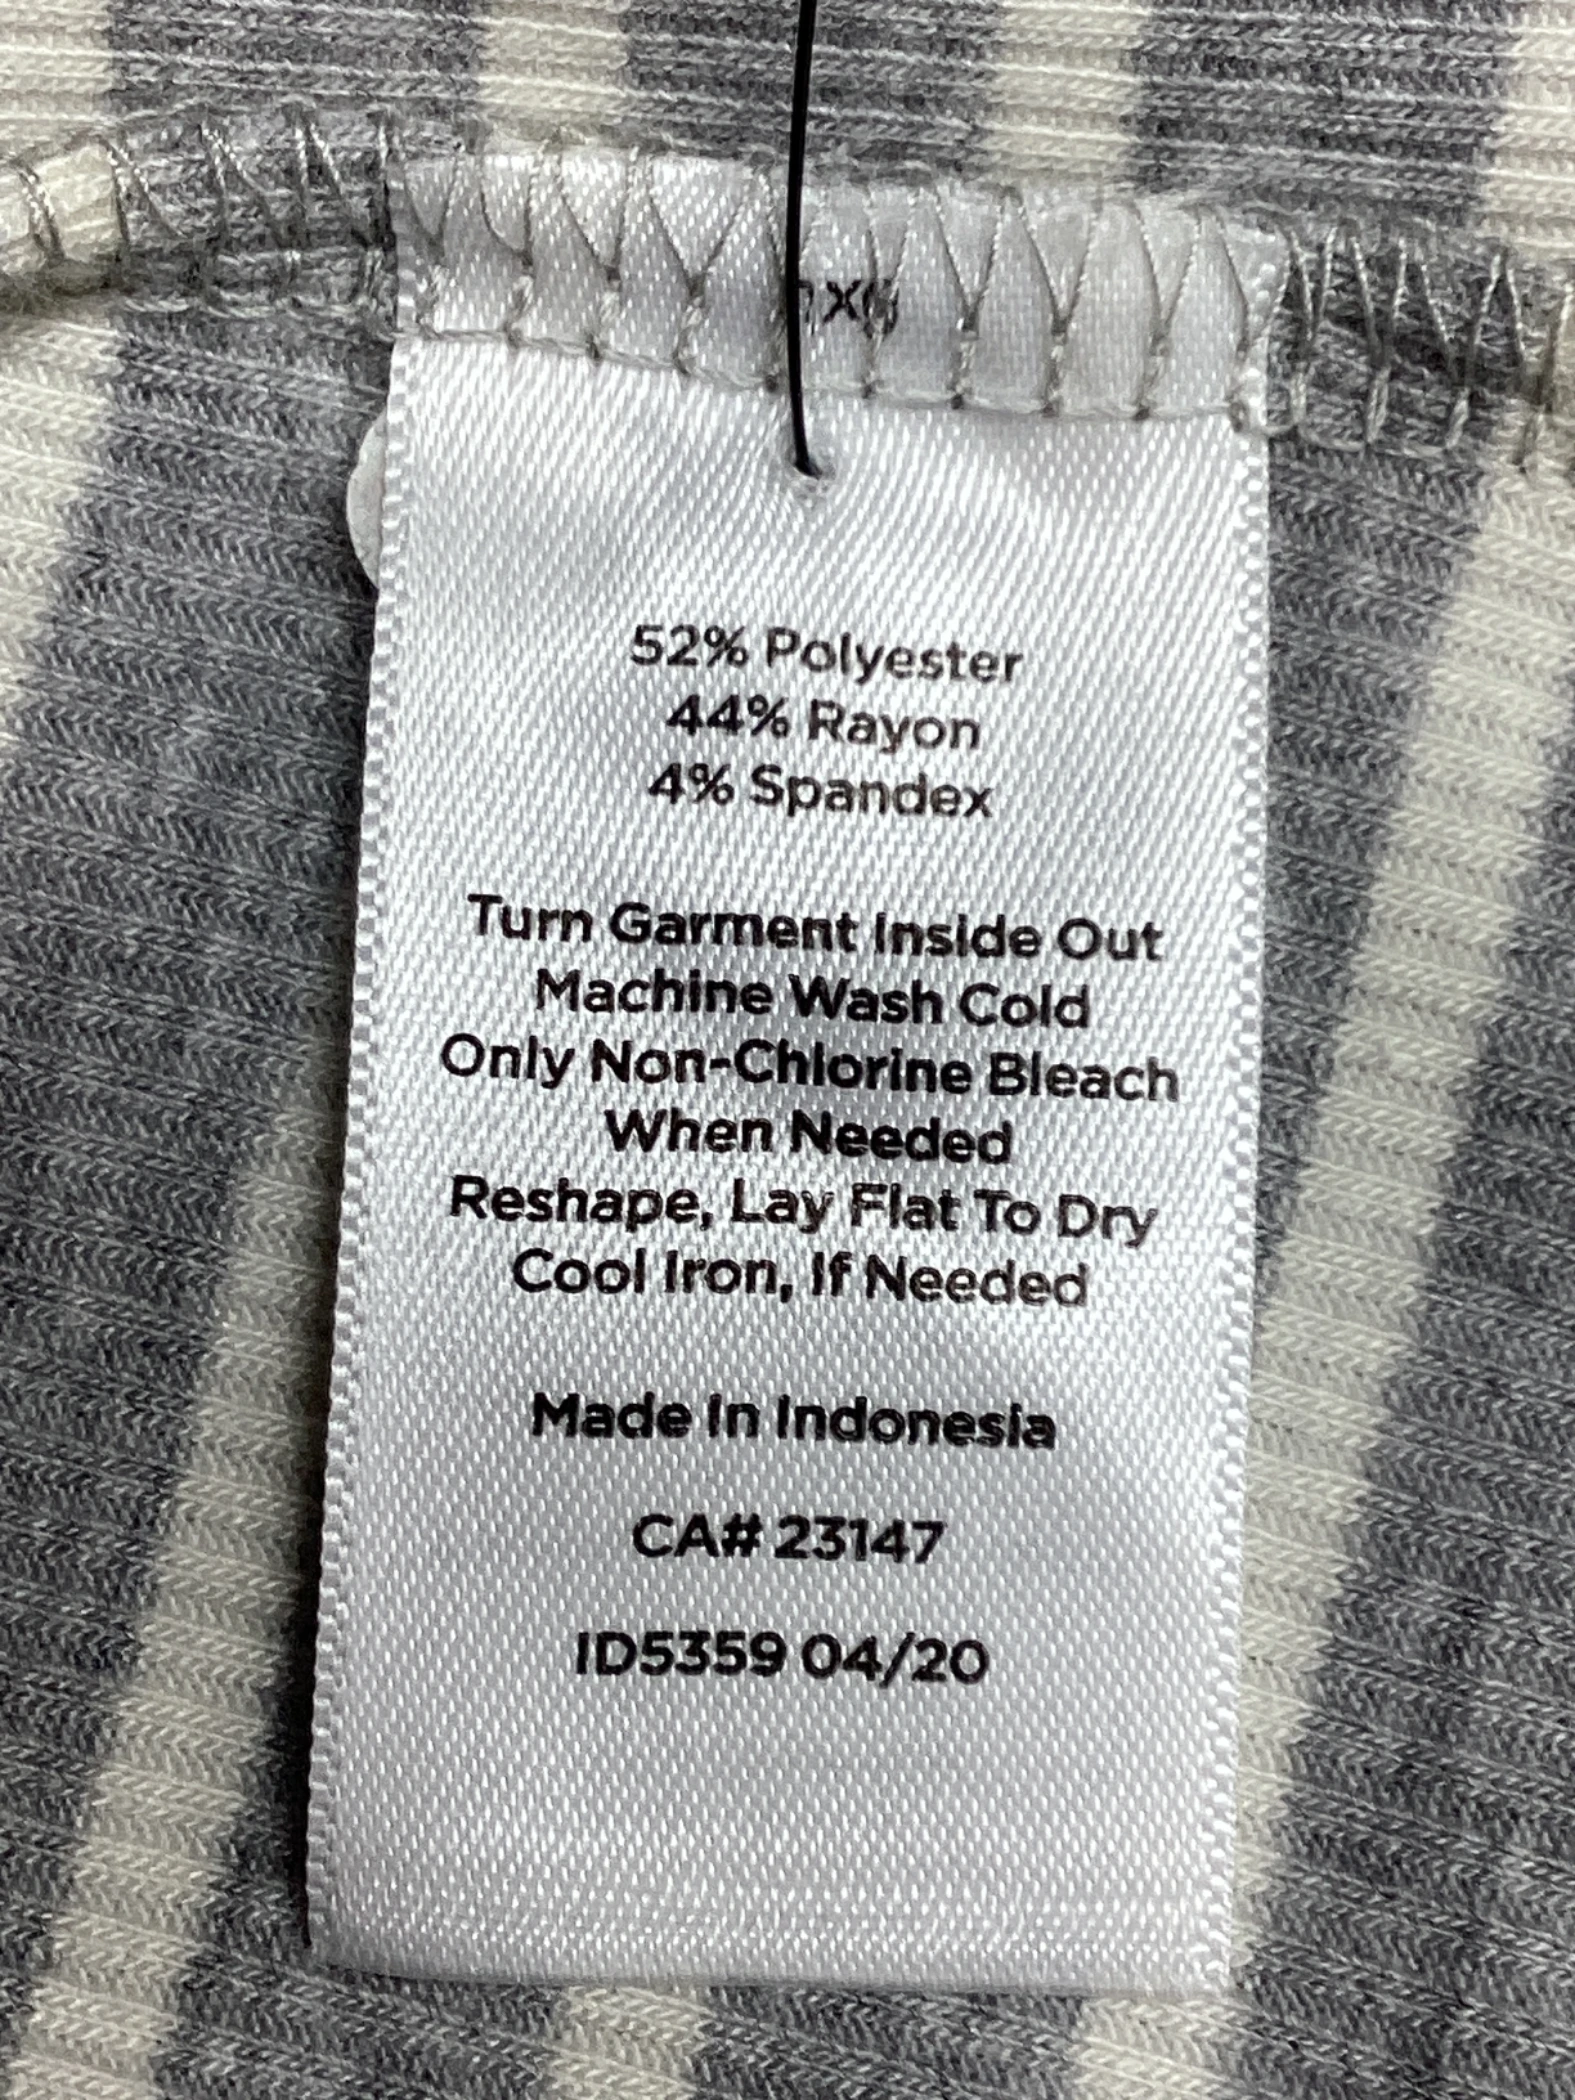 52% Polyester
44% Rayon
4% Spandex
Turn Garment Inside Out
Machine Wash Cold
Only Non-Chlorine Bleach
When Needed
Reshape, Lay Flat To Dry
Cool Iron, If Needed
Made In Indonesia
CA# 23147
ID5359 04/20